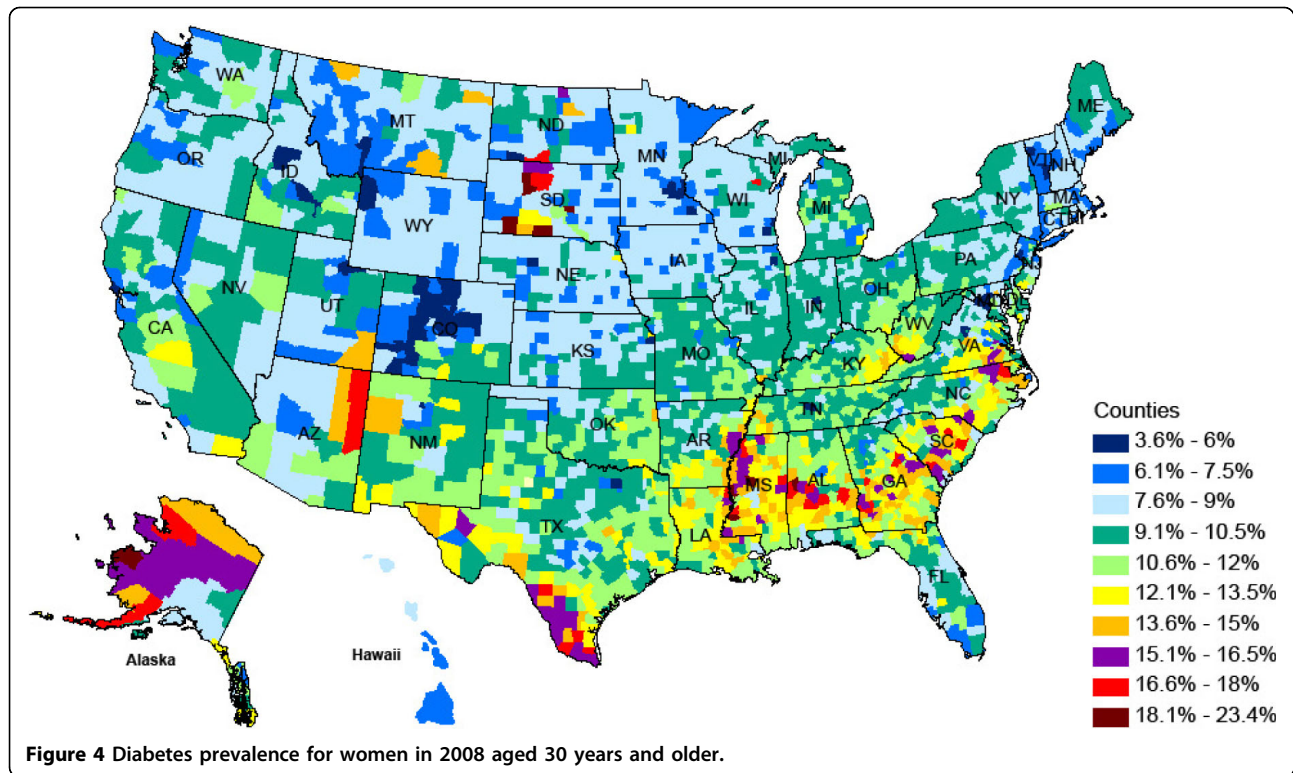 WA
MT
ND
MN
ME
OR
ID
SD
WI
MI
MI
VT
NH
NY
MA
CT
RI
WY
NE
IA
PA
NJ
NV
UT
CO
CA
IL
IN
OH
MD
DE
WV
VA
KS
MO
KY
NC
TN
AZ
NM
OK
AR
SC
MS
AL
GA
TX
LA
FL
Alaska
Hawaii
Counties
3.6% - 6%
6.1% - 7.5%
7.6% - 9%
9.1% - 10.5%
10.6% - 12%
12.1% - 13.5%
13.6% - 15%
15.1% - 16.5%
16.6% - 18%
18.1% - 23.4%
Figure 4 Diabetes prevalence for women in 2008 aged 30 years and older.